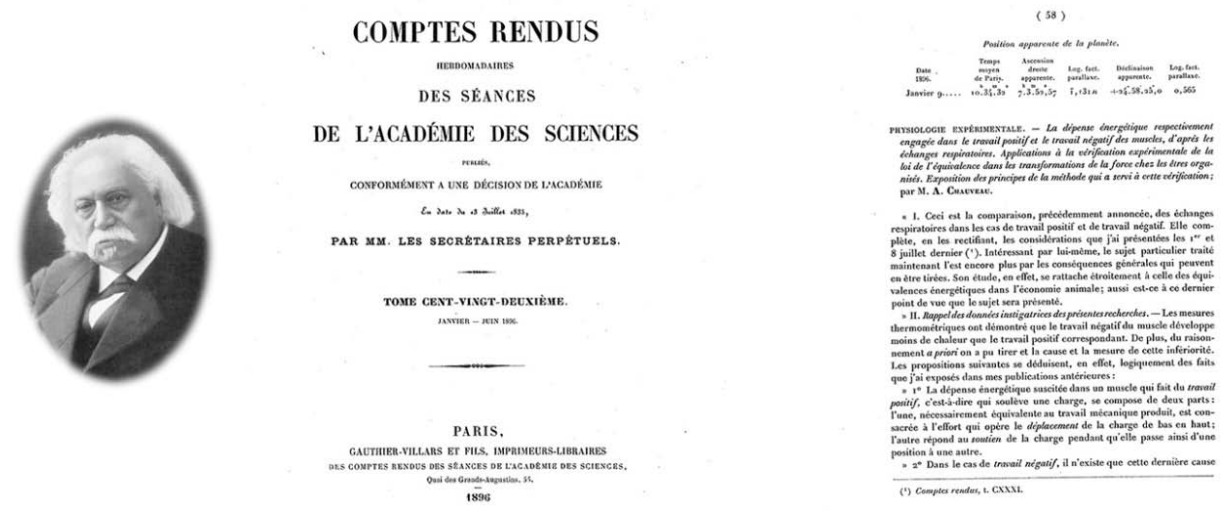 COMPTES RENDUS
HEBDOMADAIRES
DES SÉANCES
DE L'ACADÉMIE DES SCIENCES
PUBLIÉS,
CONFORMÉMENT A UNE DÉCISION DE L'ACADÉMIE
En date du 13 Juillet 1835,
PAR MM. LES SECRÉTAIRES PERPÉTUELS.
TOME CENT-VINGT-DEUXIÈME.
JANVIER — JUIN 1896.
PARIS,
GAUTHIER-VILLARS ET FILS, IMPRIMEURS-LIBRAIRES
DES COMPTES RENDUS DES SÉANCES DE L'ACADÉMIE DES SCIENCES,
Quai des Grands-Augustins, 55.
1896
( 58 )
Position apparente de la planète.
Temps Ascension
Date moyen droite Log. fact. Déclinaison Log. fact.
1896. de Paris. apparente. parallaxe. apparente. parallaxe.
Janvier 9..... 10.34.32 7.3.52,57 +24.58.25,0 0,565
PHYSIOLOGIE EXPÉRIMENTALE. — La dépense énergétique respectivement
engagée dans le travail positif et le travail négatif des muscles, d'après les
échanges respiratoires. Applications à la vérification expérimentale de la
loi de l'équivalence dans les transformations de la force chez les êtres orga-
nisés. Exposition des principes de la méthode qui a servi à cette vérification;
par M. A. CHAUVEAU.
« I. Ceci est la comparaison, précédemment annoncée, des échanges
respiratoires dans les cas de travail positif et de travail négatif. Elle com-
plète, en les rectifiant, les considérations que j'ai présentées les 1er et
8 juillet dernier (1). Intéressant par lui-même, le sujet particulier traité
maintenant l'est encore plus par les conséquences générales qui peuvent
en être tirées. Son étude, en effet, se rattache étroitement à celle des équi-
valences énergétiques dans l'économie animale; aussi est-ce à ce dernier
point de vue que le sujet sera présenté.
» II. Rappel des données instigatrices des présentes recherches. — Les mesures
thermométriques ont démontré que le travail négatif du muscle développe
moins de chaleur que le travail positif correspondant. De plus, du raison-
nement a priori on a pu tirer et la cause et la mesure de cette infériorité.
Les propositions suivantes se déduisent, en effet, logiquement des faits
que j'ai exposés dans mes publications antérieures :
» 1° La dépense énergétique suscitée dans un muscle qui fait du travail
positif, c'est-à-dire qui soulève une charge, se compose de deux parts :
l'une, nécessairement équivalente au travail mécanique produit, est con-
sacrée à l'effort qui opère le déplacement de la charge de bas en haut;
l'autre répond au soutien de la charge pendant qu'elle passe ainsi d'une
position à une autre.
» 2° Dans le cas de travail négatif, il n'existe que cette dernière cause
(1) Comptes rendus, t. CXXI.